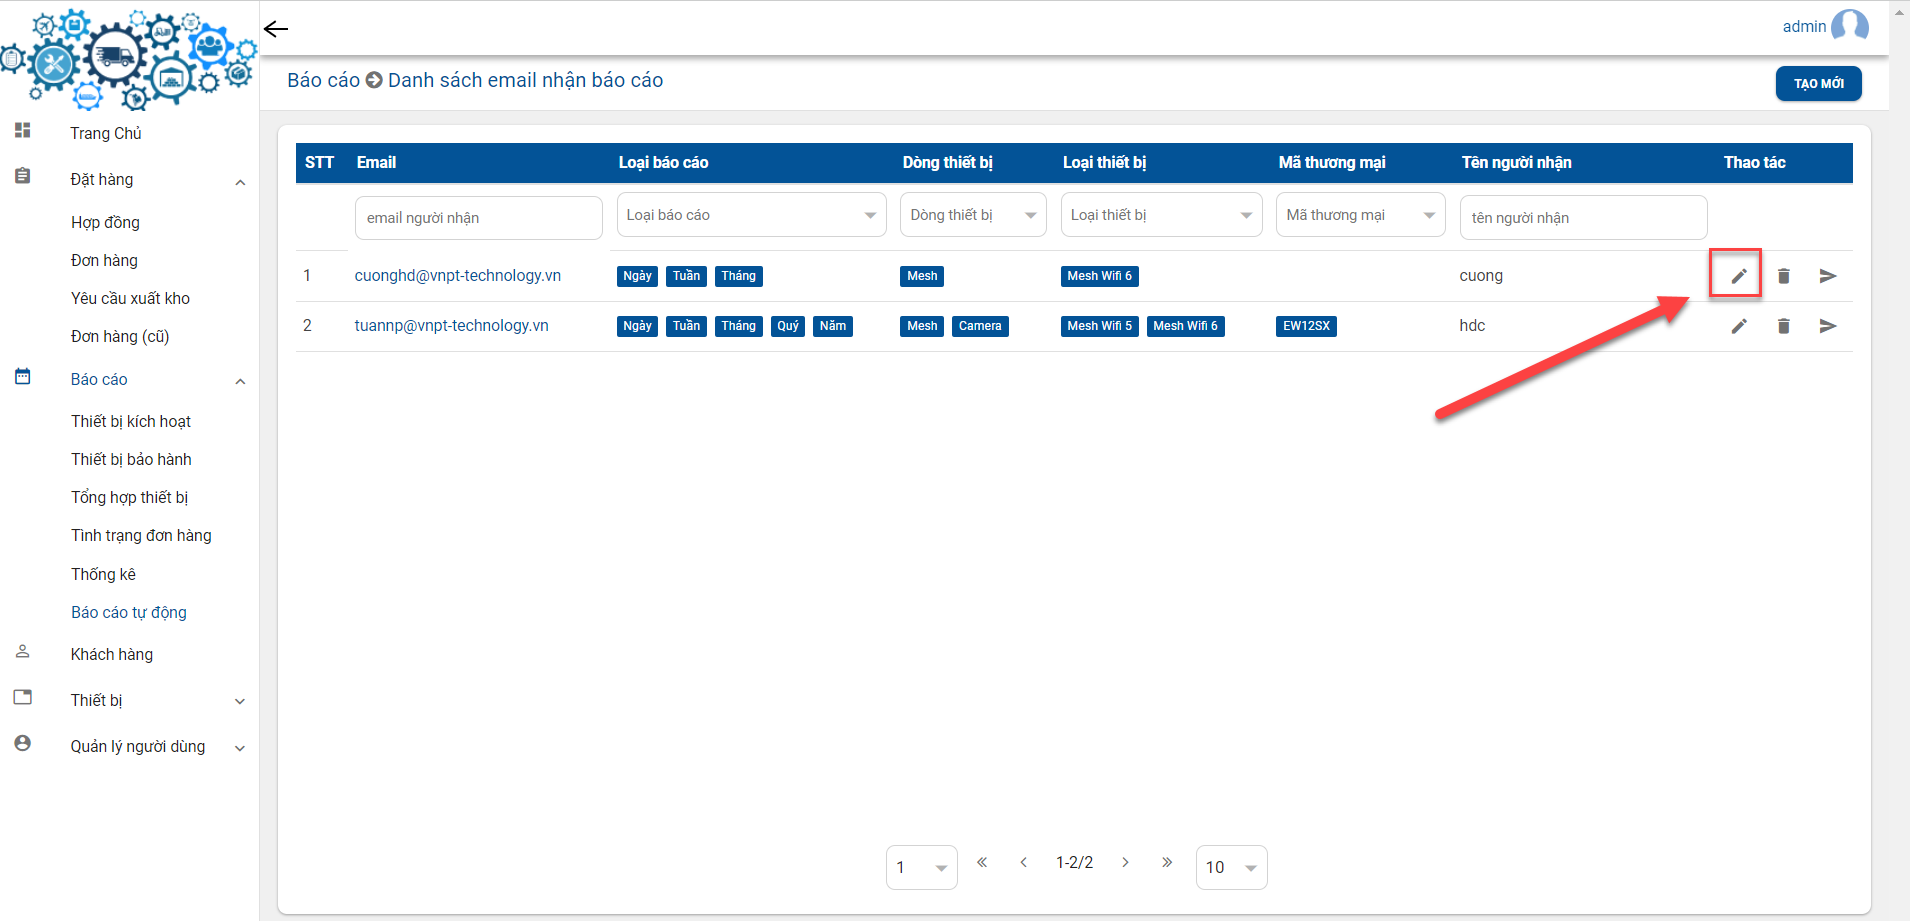 admin
Báo cáo Danh sách email nhận báo cáo
TẠO MỚI
Trang Chủ
Đặt hàng
Hợp đồng
Đơn hàng
Yêu cầu xuất kho
Đơn hàng (cũ)
Báo cáo
Thiết bị kích hoạt
Thiết bị bảo hành
Tổng hợp thiết bị
Tình trạng đơn hàng
Thống kê
Báo cáo tự động
Khách hàng
Thiết bị
Quản lý người dùng
STT Email Loại báo cáo Dòng thiết bị Loại thiết bị Mã thương mại Tên người nhận Thao tác
email người nhận Loại báo cáo Dòng thiết bị Loại thiết bị Mã thương mại tên người nhận
1 cuonghd@vnpt-technology.vn Ngày Tuần Tháng Mesh Mesh Wifi 6 cuong
2 tuannp@vnpt-technology.vn Ngày Tuần Tháng Quý Năm Mesh Camera Mesh Wifi 5 Mesh Wifi 6 EW12SX hdc
1 « ‹ 1-2/2 › » 10